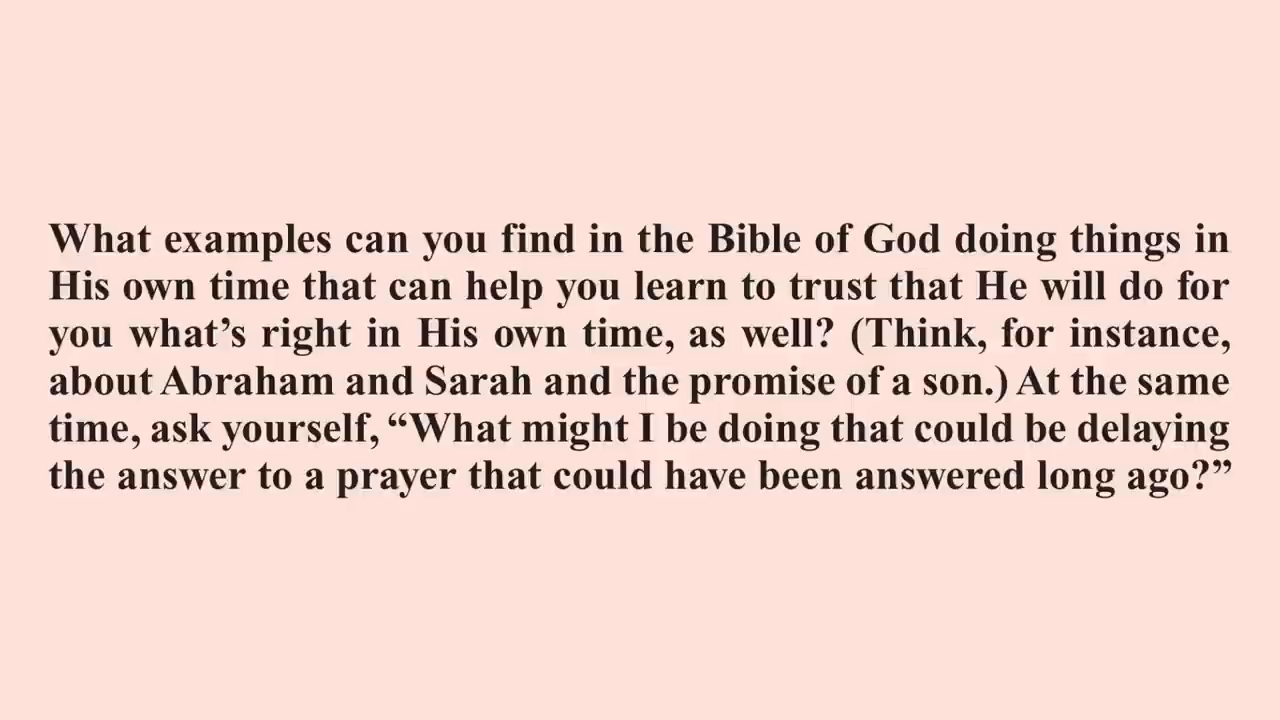 What examples can you find in the Bible of God doing things in
His own time that can help you learn to trust that He will do for
you what’s right in His own time, as well? (Think, for instance,
about Abraham and Sarah and the promise of a son.) At the same
time, ask yourself, “What might I be doing that could be delaying
the answer to a prayer that could have been answered long ago?”